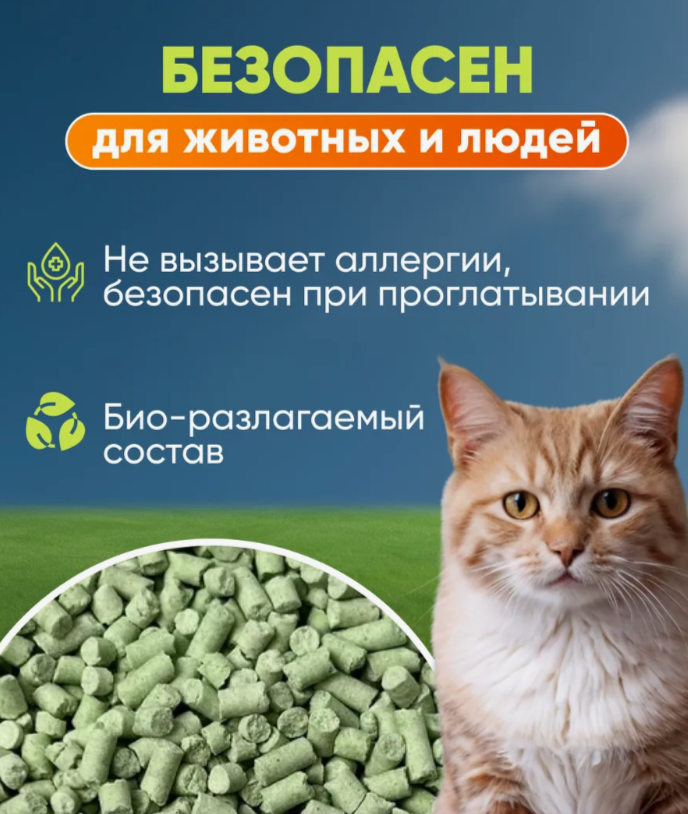 БЕЗОПАСЕН
для животных и людей
Не вызывает аллергии,
безопасен при проглатывании
Био-разлагаемый
состав